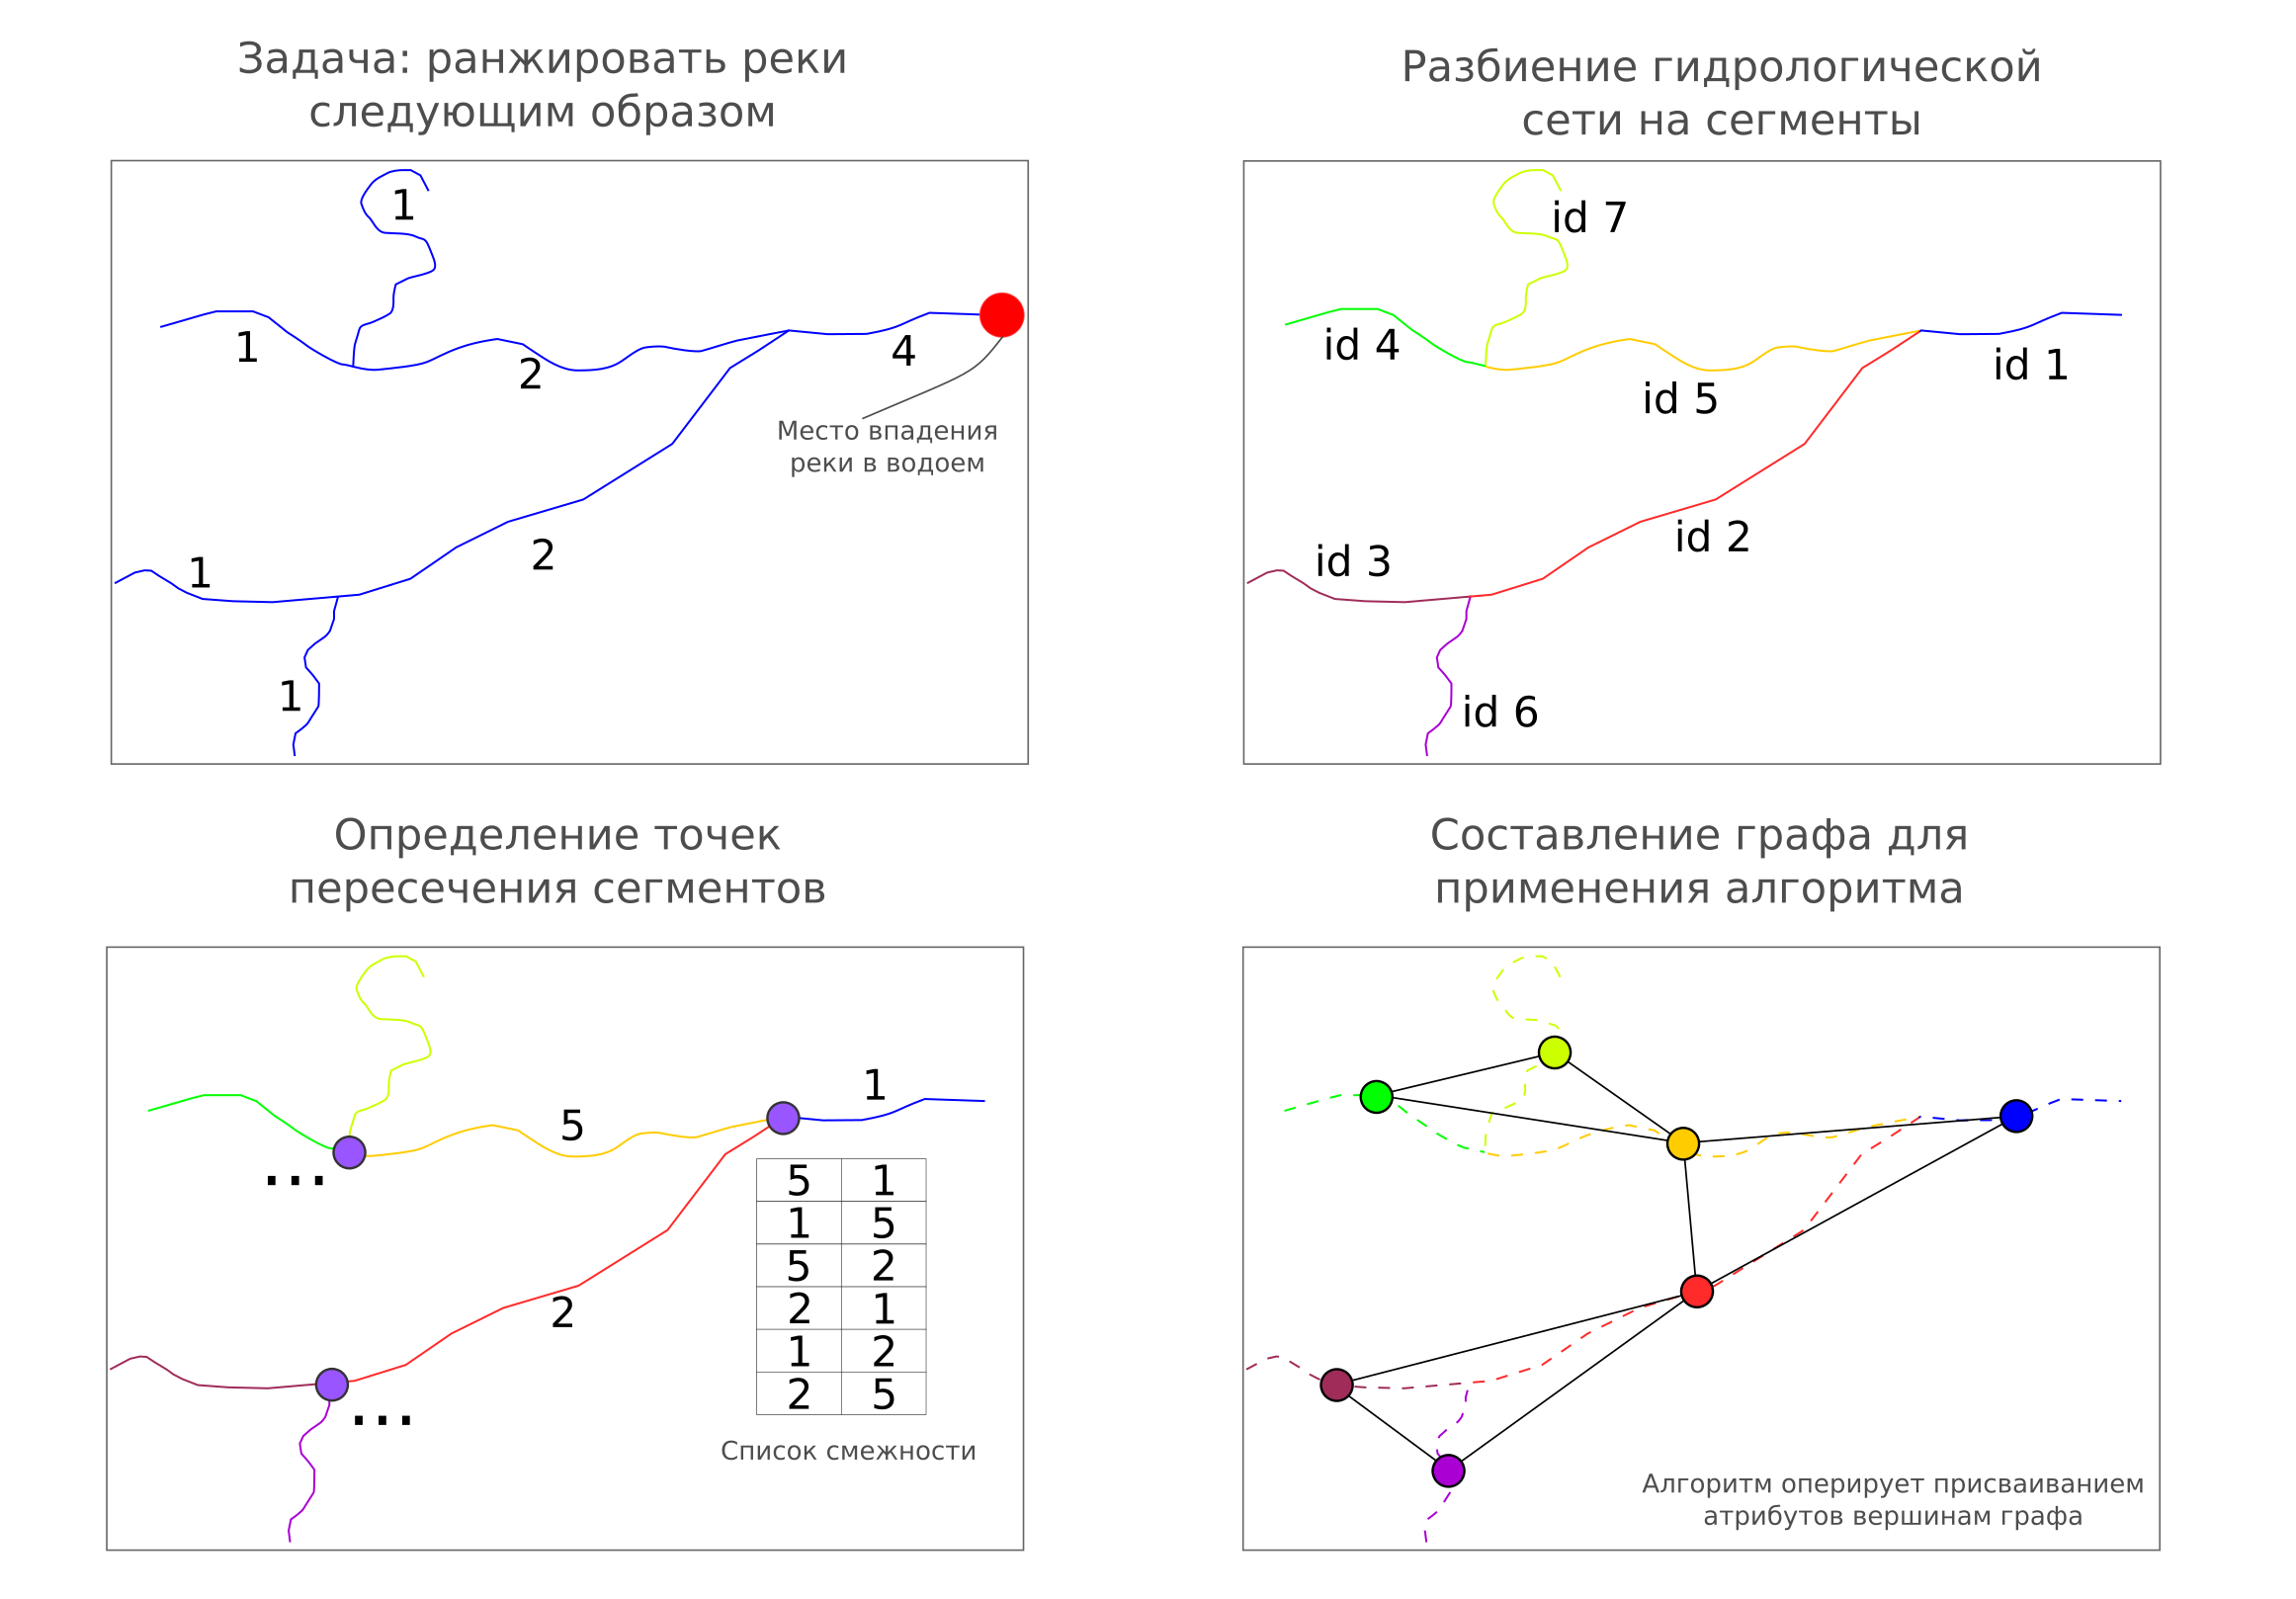 Задача: ранжировать реки
следующим образом
1
1
2
4
Место впадения
реки в водоем
1
2
1
Разбиение гидрологической
сети на сегменты
id 7
id 4
id 5
id 1
id 3
id 2
id 6
Определение точек
пересечения сегментов
1
5
...
5 1
1 5
5 2
2 1
1 2
2 5
2
...
Список смежности
Составление графа для
применения алгоритма
Алгоритм оперирует присваиванием
атрибутов вершинам графа